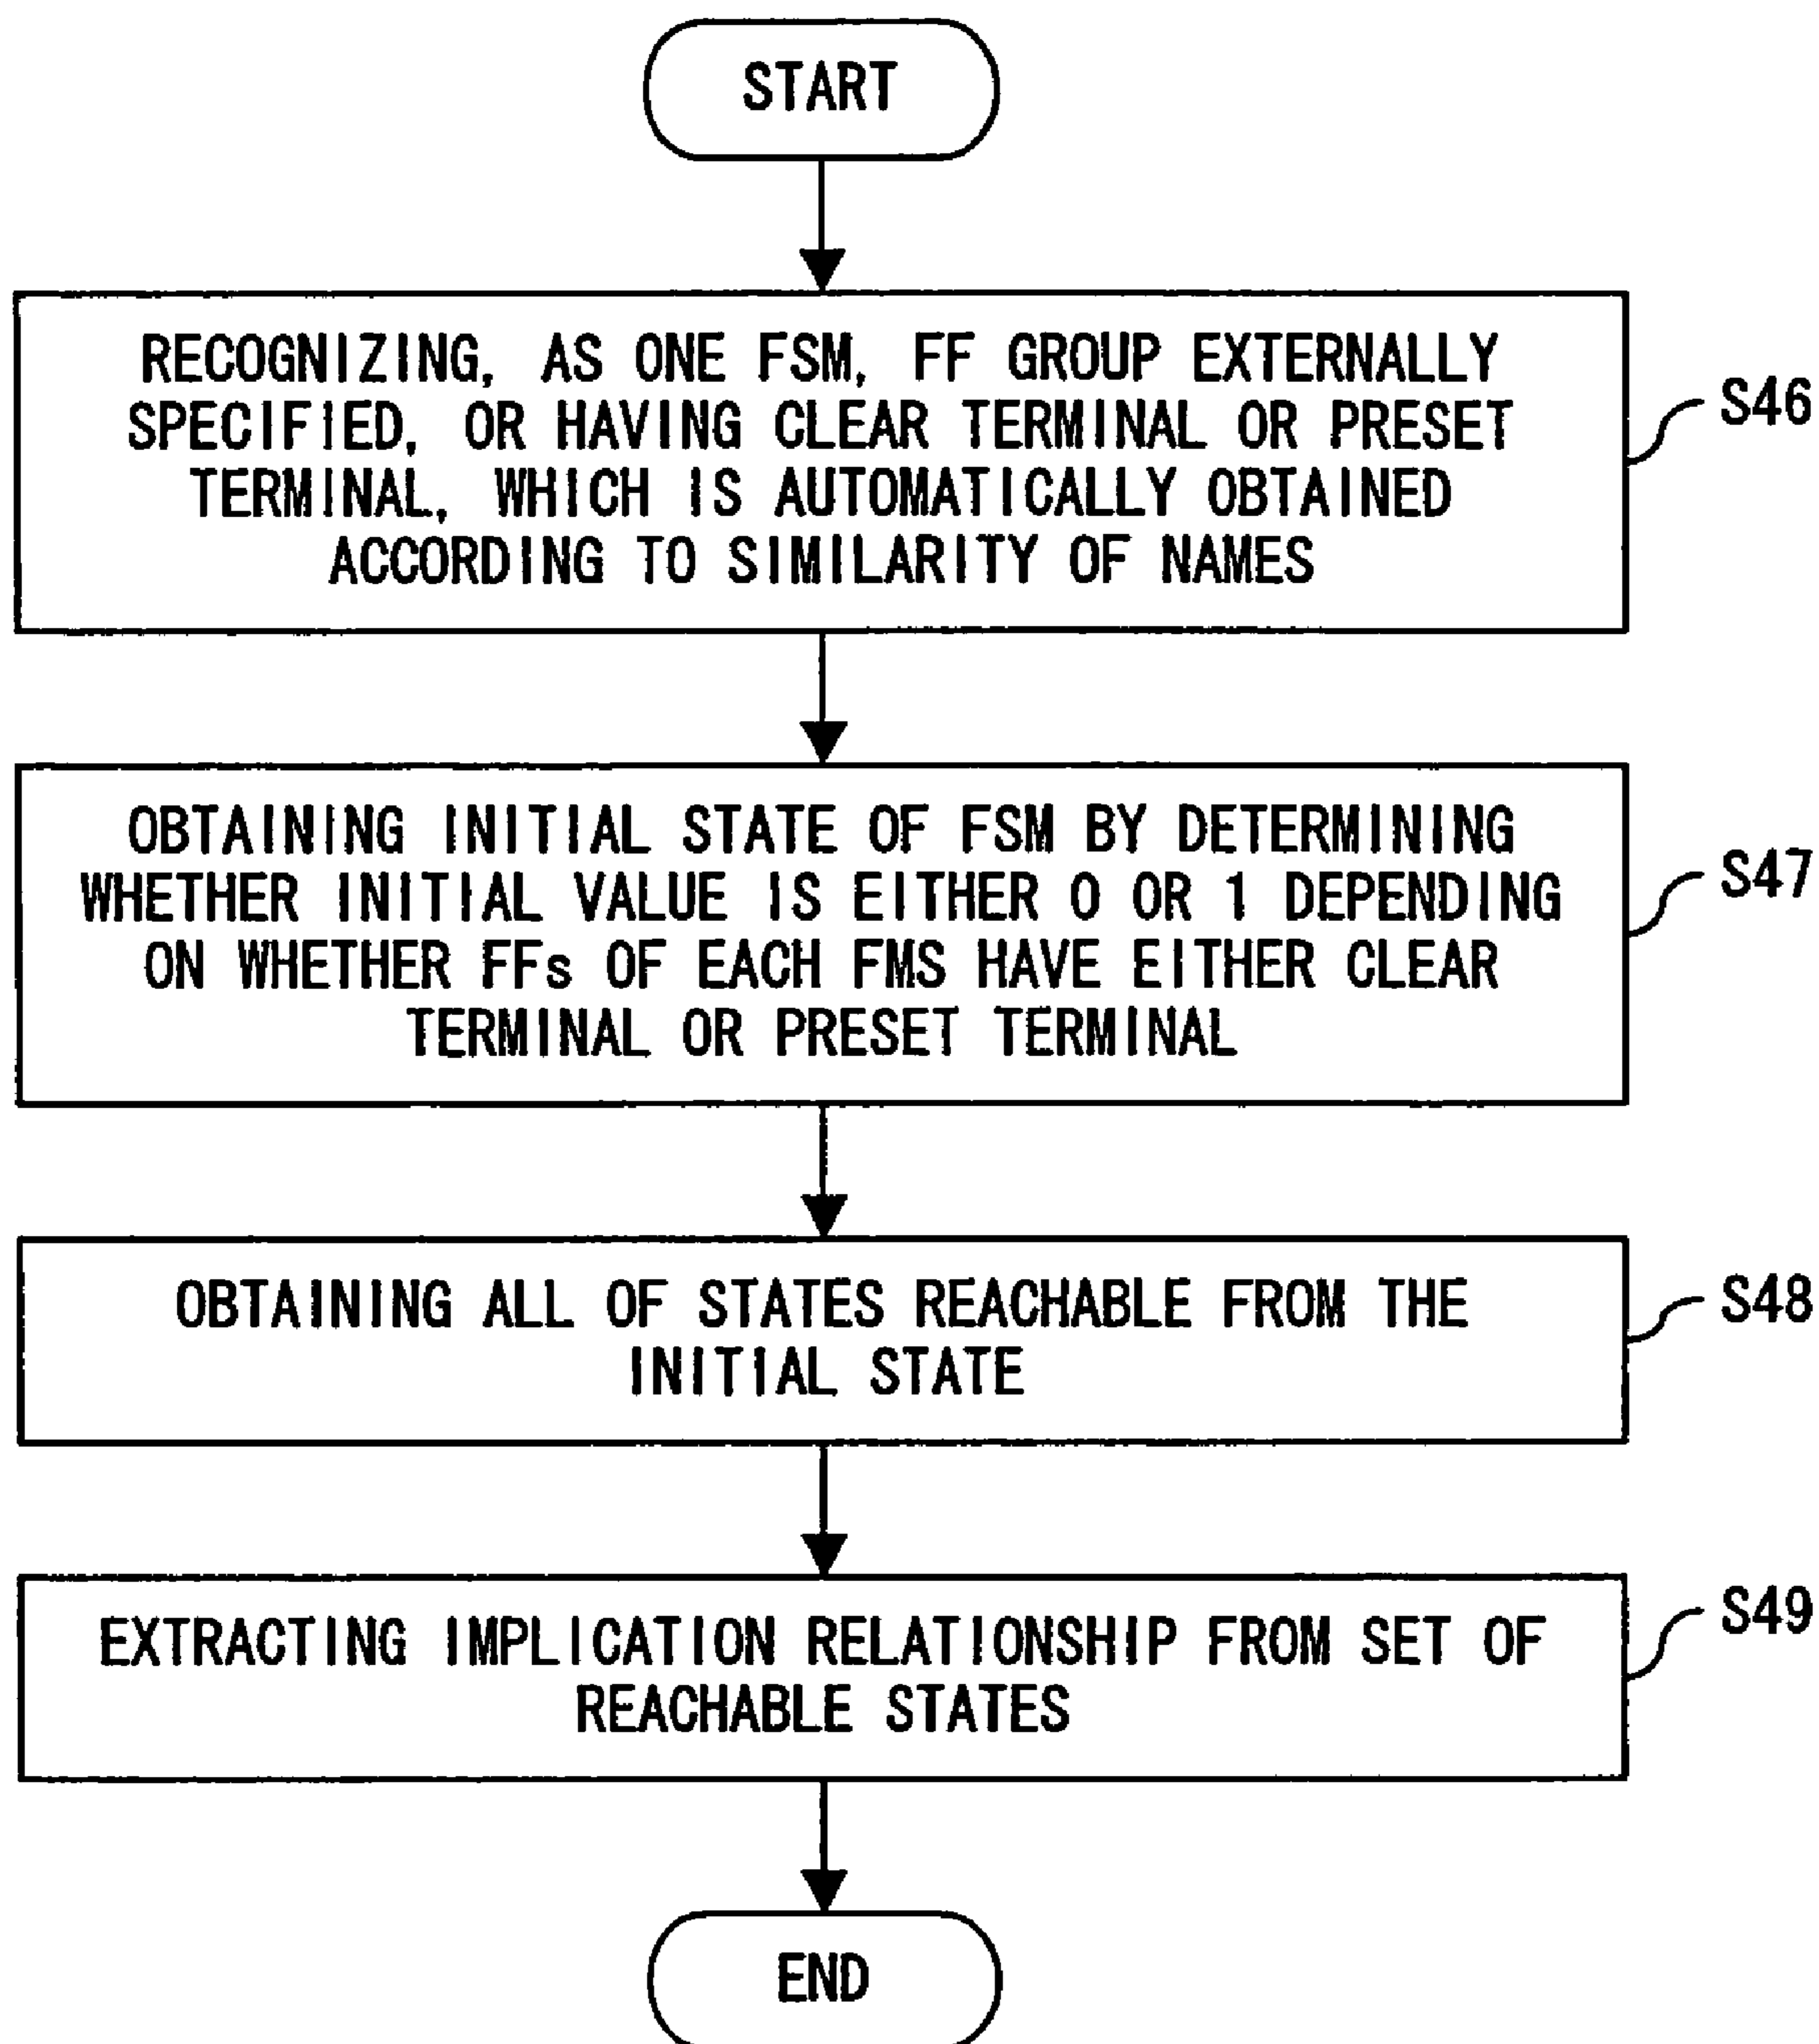 START
RECOGNIZING, AS ONE FSM, FF GROUP EXTERNALLY
SPECIFIED, OR HAVING CLEAR TERMINAL OR PRESET
TERMINAL, WHICH IS AUTOMATICALLY OBTAINED
ACCORDING TO SIMILARITY OF NAMES
S46
OBTAINING INITIAL STATE OF FSM BY DETERMINING
WHETHER INITIAL VALUE IS EITHER 0 OR 1 DEPENDING
ON WHETHER FFs OF EACH FMS HAVE EITHER CLEAR
TERMINAL OR PRESET TERMINAL
S47
OBTAINING ALL OF STATES REACHABLE FROM THE
INITIAL STATE
S48
EXTRACTING IMPLICATION RELATIONSHIP FROM SET OF
REACHABLE STATES
S49
END